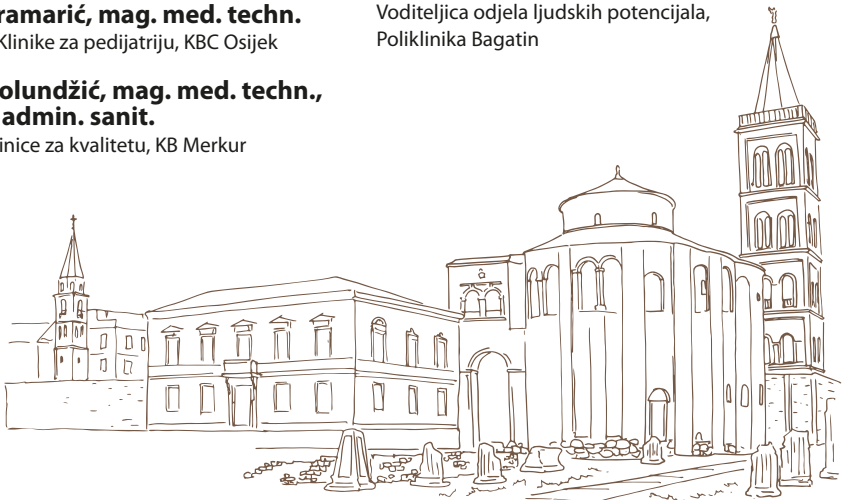 ramarić, mag. med. techn.
Klinike za pedijatriju, KBC Osijek
olundžić, mag. med. techn.,
admin. sanit.
inice za kvalitetu, KB Merkur
Voditeljica odjela ljudskih potencijala,
Poliklinika Bagatin